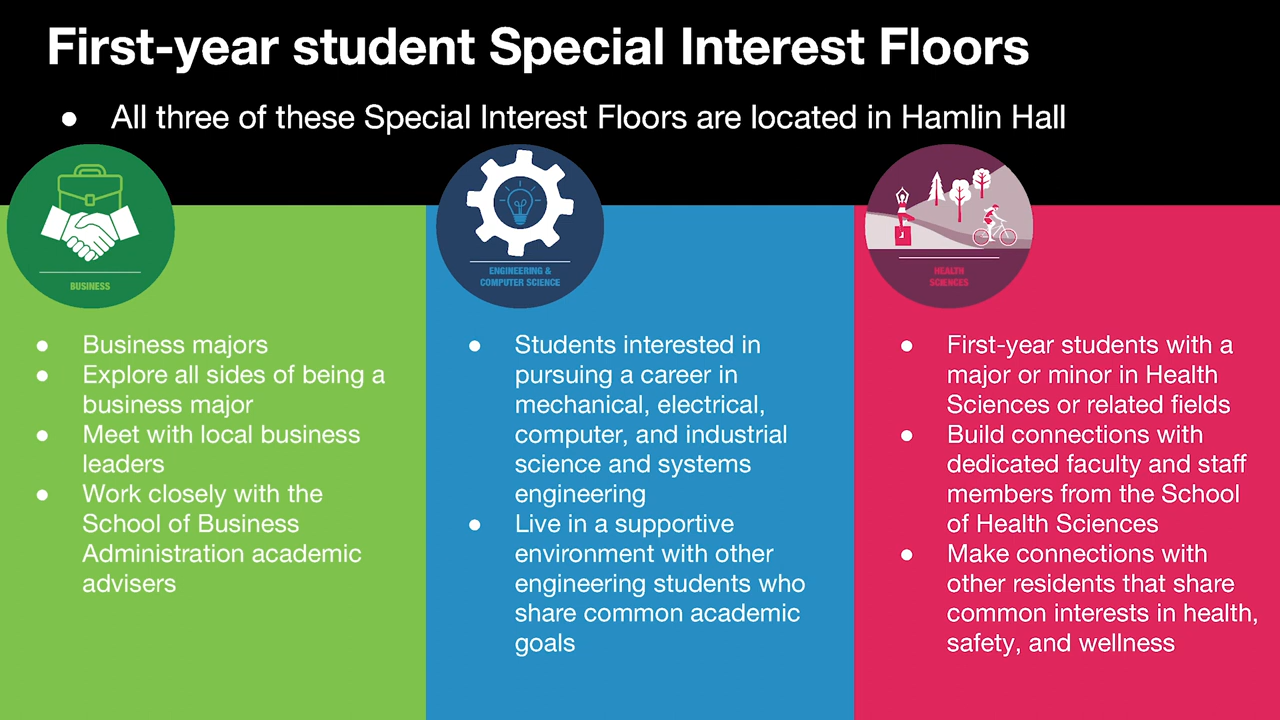 First-year student Special Interest Floors
● All three of these Special Interest Floors are located in Hamlin Hall
BUSINESS
● Business majors
● Explore all sides of being a
business major
● Meet with local business
leaders
● Work closely with the
School of Business
Administration academic
advisers
ENGINEERING &
COMPUTER SCIENCE
● Students interested in
pursuing a career in
mechanical, electrical,
computer, and industrial
science and systems
engineering
● Live in a supportive
environment with other
engineering students who
share common academic
goals
HEALTH
SCIENCES
● First-year students with a
major or minor in Health
Sciences or related fields
● Build connections with
dedicated faculty and staff
members from the School
of Health Sciences
● Make connections with
other residents that share
common interests in health,
safety, and wellness